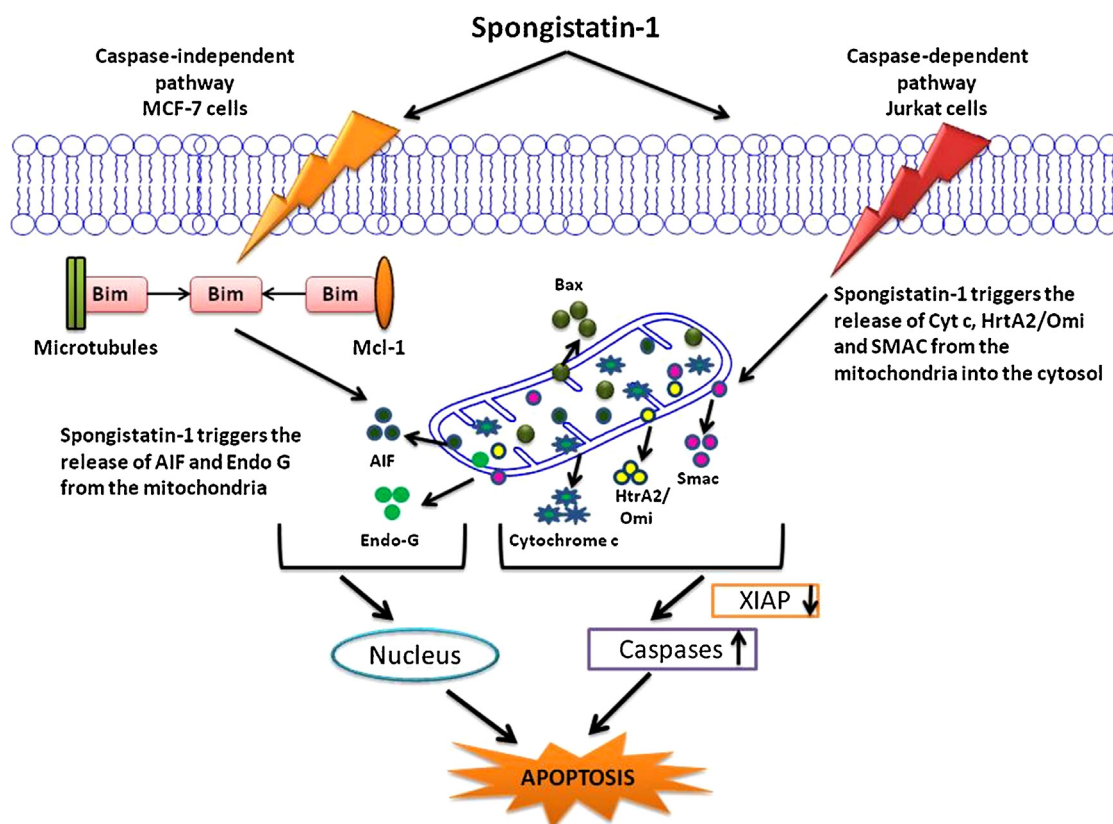 Spongistatin-1
Caspase-independent
pathway
MCF-7 cells
Caspase-dependent
pathway
Jurkat cells
Bim
Bim
Bim
Microtubules
Mcl-1
Bax
Spongistatin-1 triggers the
release of Cyt c, HrtA2/Omi
and SMAC from the
mitochondria into the cytosol
Spongistatin-1 triggers the
release of AIF and Endo G
from the mitochondria
AIF
Endo-G
Cytochrome c
HtrA2/
Omi
Smac
XIAP
Nucleus
Caspases
APOPTOSIS